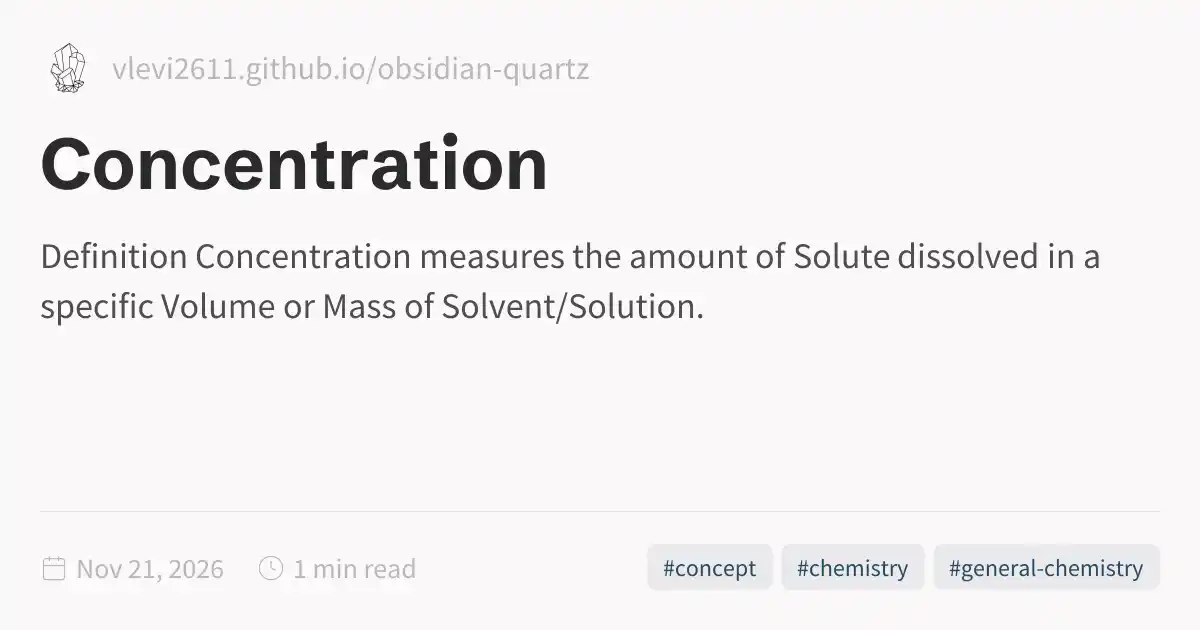 vlevi2611.github.io/obsidian-quartz
Concentration
Definition Concentration measures the amount of Solute dissolved in a
specific Volume or Mass of Solvent/Solution.
Nov 21, 2026 1 min read #concept #chemistry #general-chemistry